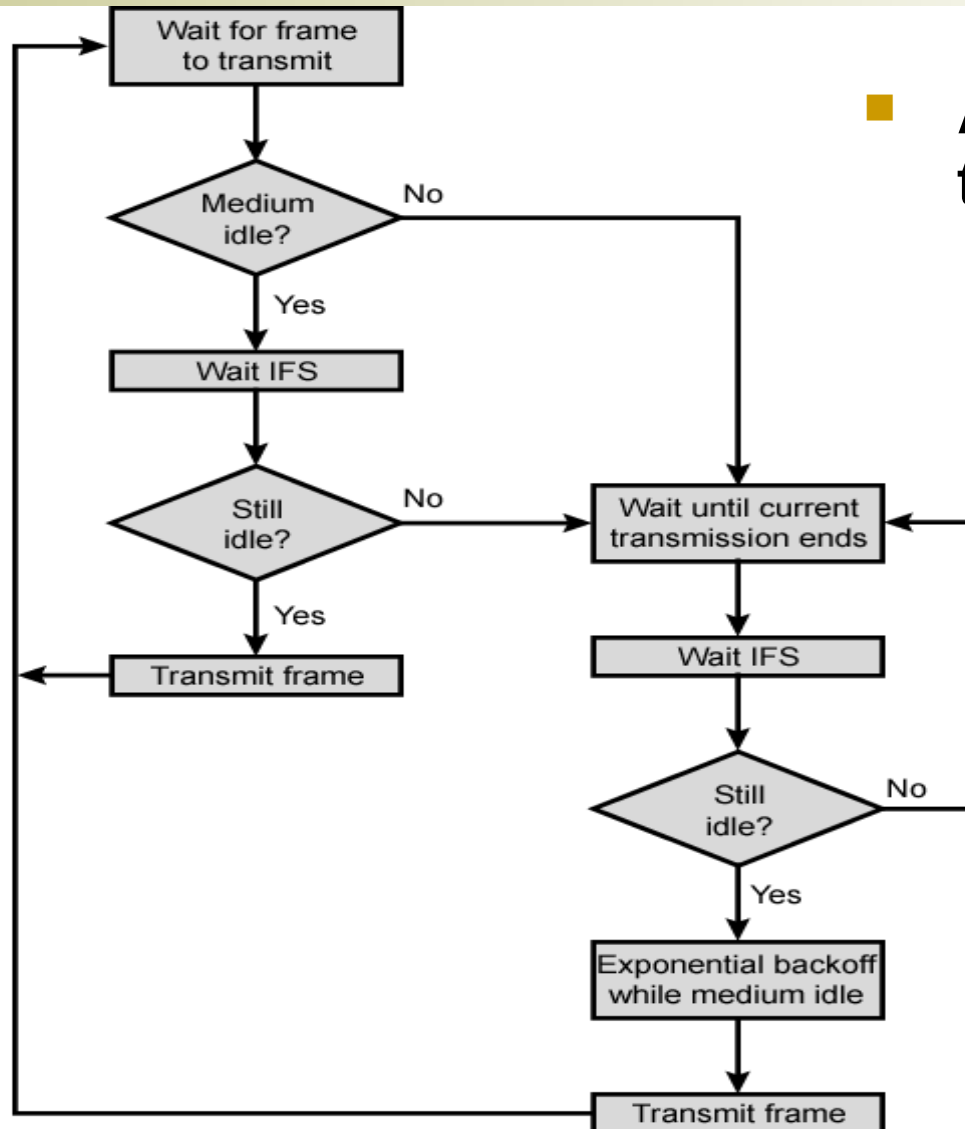 Wait for frame
to transmit
Medium
idle?
No
Yes
Wait IFS
Still
idle?
No
Yes
Transmit frame
Wait until current
transmission ends
Wait IFS
Still
idle?
No
Yes
Exponential backoff
while medium idle
Transmit frame